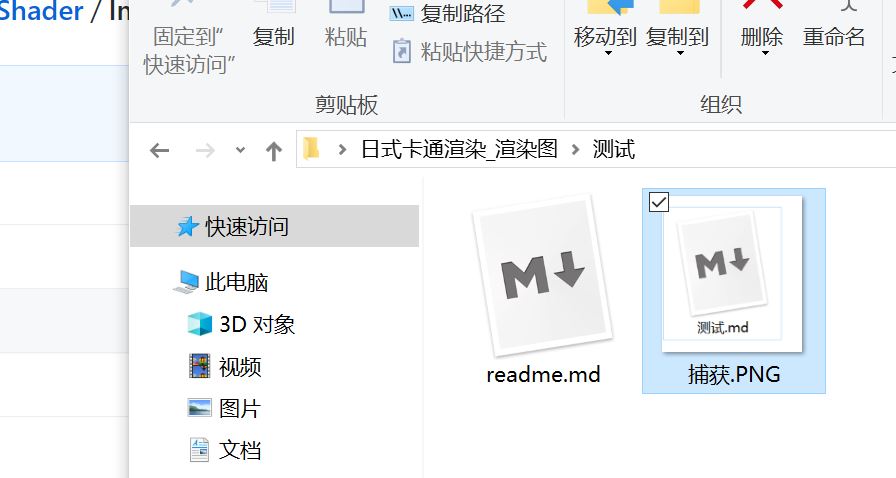 Shader / In
固定到“
快速访问”
复制
粘贴
复制路径
粘贴快捷方式
剪贴板
移动到
复制到
删除
重命名
组织
日式卡通渲染_渲染图 > 测试
快速访问
此电脑
3D 对象
视频
图片
文档
M
readme.md
M
测试.md
捕获.PNG